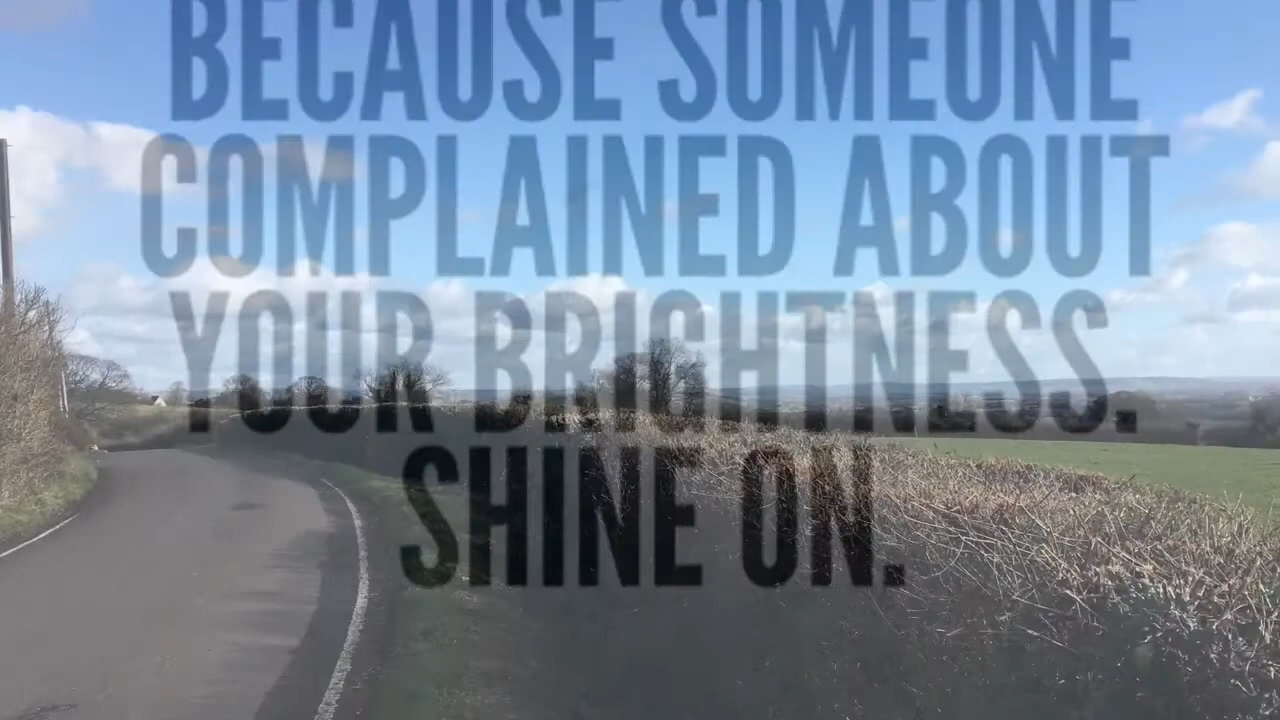 BECAUSE SOMEONE
COMPLAINED ABOUT
YOUR BRIGHTNESS.
SHINE ON.